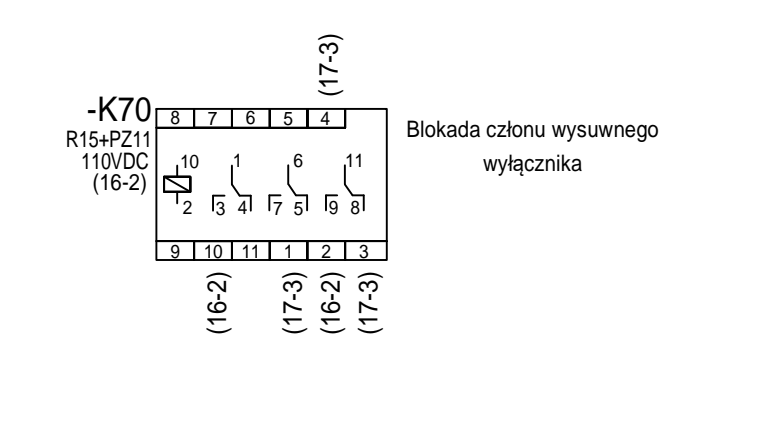 (17-3)
-K70
8 7 6 5 4
R15+PZ11
110VDC
(16-2)
10 1 6 11
2 3 4 7 5 9 8
9 10 11 1 2 3
(16-2) (17-3) (16-2) (17-3)
Blokada członu wysuwnego
wyłącznika